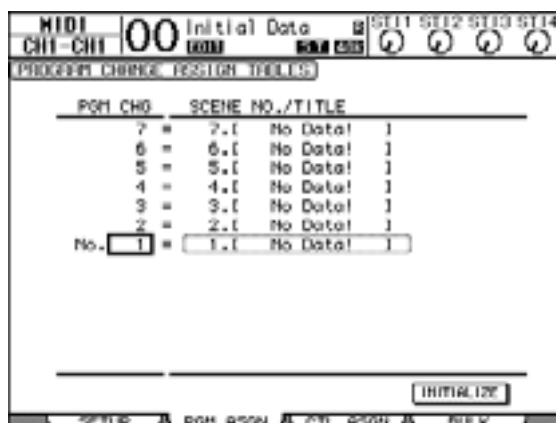 MIDI
CH1-CH1
00 Initial Data
EDIT
ST1 ST2 ST3 ST4
PROGRAM CHANGE ASSIGN TABLES
PGM CHG SCENE NO./TITLE
7 = 7.[ No Data! ]
6 = 6.[ No Data! ]
5 = 5.[ No Data! ]
4 = 4.[ No Data! ]
3 = 3.[ No Data! ]
2 = 2.[ No Data! ]
No. 1 = 1.[ No Data! ]
INITIALIZE
SETUP PGM ASGN CTL ASGN BULK